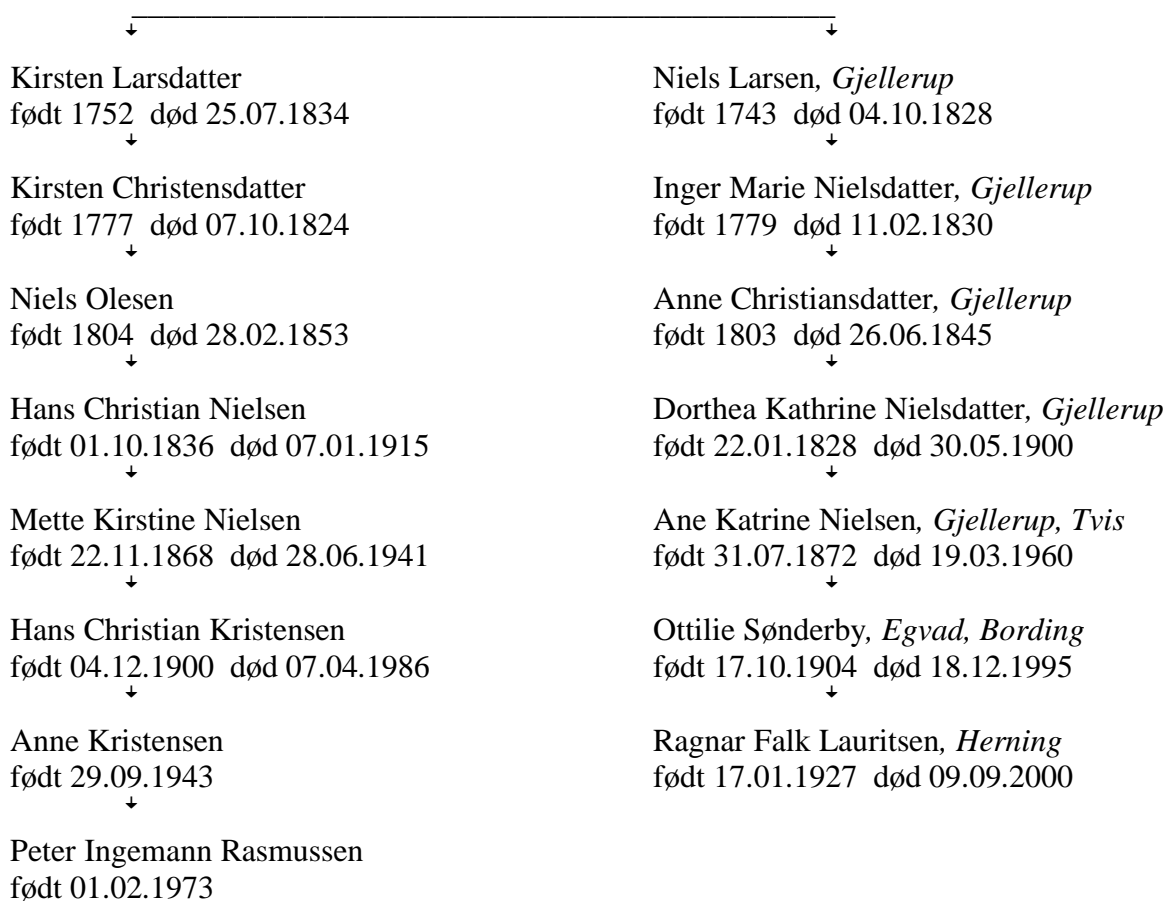 Kirsten Larsdatter
født 1752 død 25.07.1834
Kirsten Christensdatter
født 1777 død 07.10.1824
Niels Olesen
født 1804 død 28.02.1853
Hans Christian Nielsen
født 01.10.1836 død 07.01.1915
Mette Kirstine Nielsen
født 22.11.1868 død 28.06.1941
Hans Christian Kristensen
født 04.12.1900 død 07.04.1986
Anne Kristensen
født 29.09.1943
Peter Ingemann Rasmussen
født 01.02.1973
Niels Larsen, Gjellerup
født 1743 død 04.10.1828
Inger Marie Nielsdatter, Gjellerup
født 1779 død 11.02.1830
Anne Christiansdatter, Gjellerup
født 1803 død 26.06.1845
Dorthea Kathrine Nielsdatter, Gjellerup
født 22.01.1828 død 30.05.1900
Ane Katrine Nielsen, Gjellerup, Tvis
født 31.07.1872 død 19.03.1960
Ottilie Sønderby, Egvad, Bording
født 17.10.1904 død 18.12.1995
Ragnar Falk Lauritsen, Herning
født 17.01.1927 død 09.09.2000